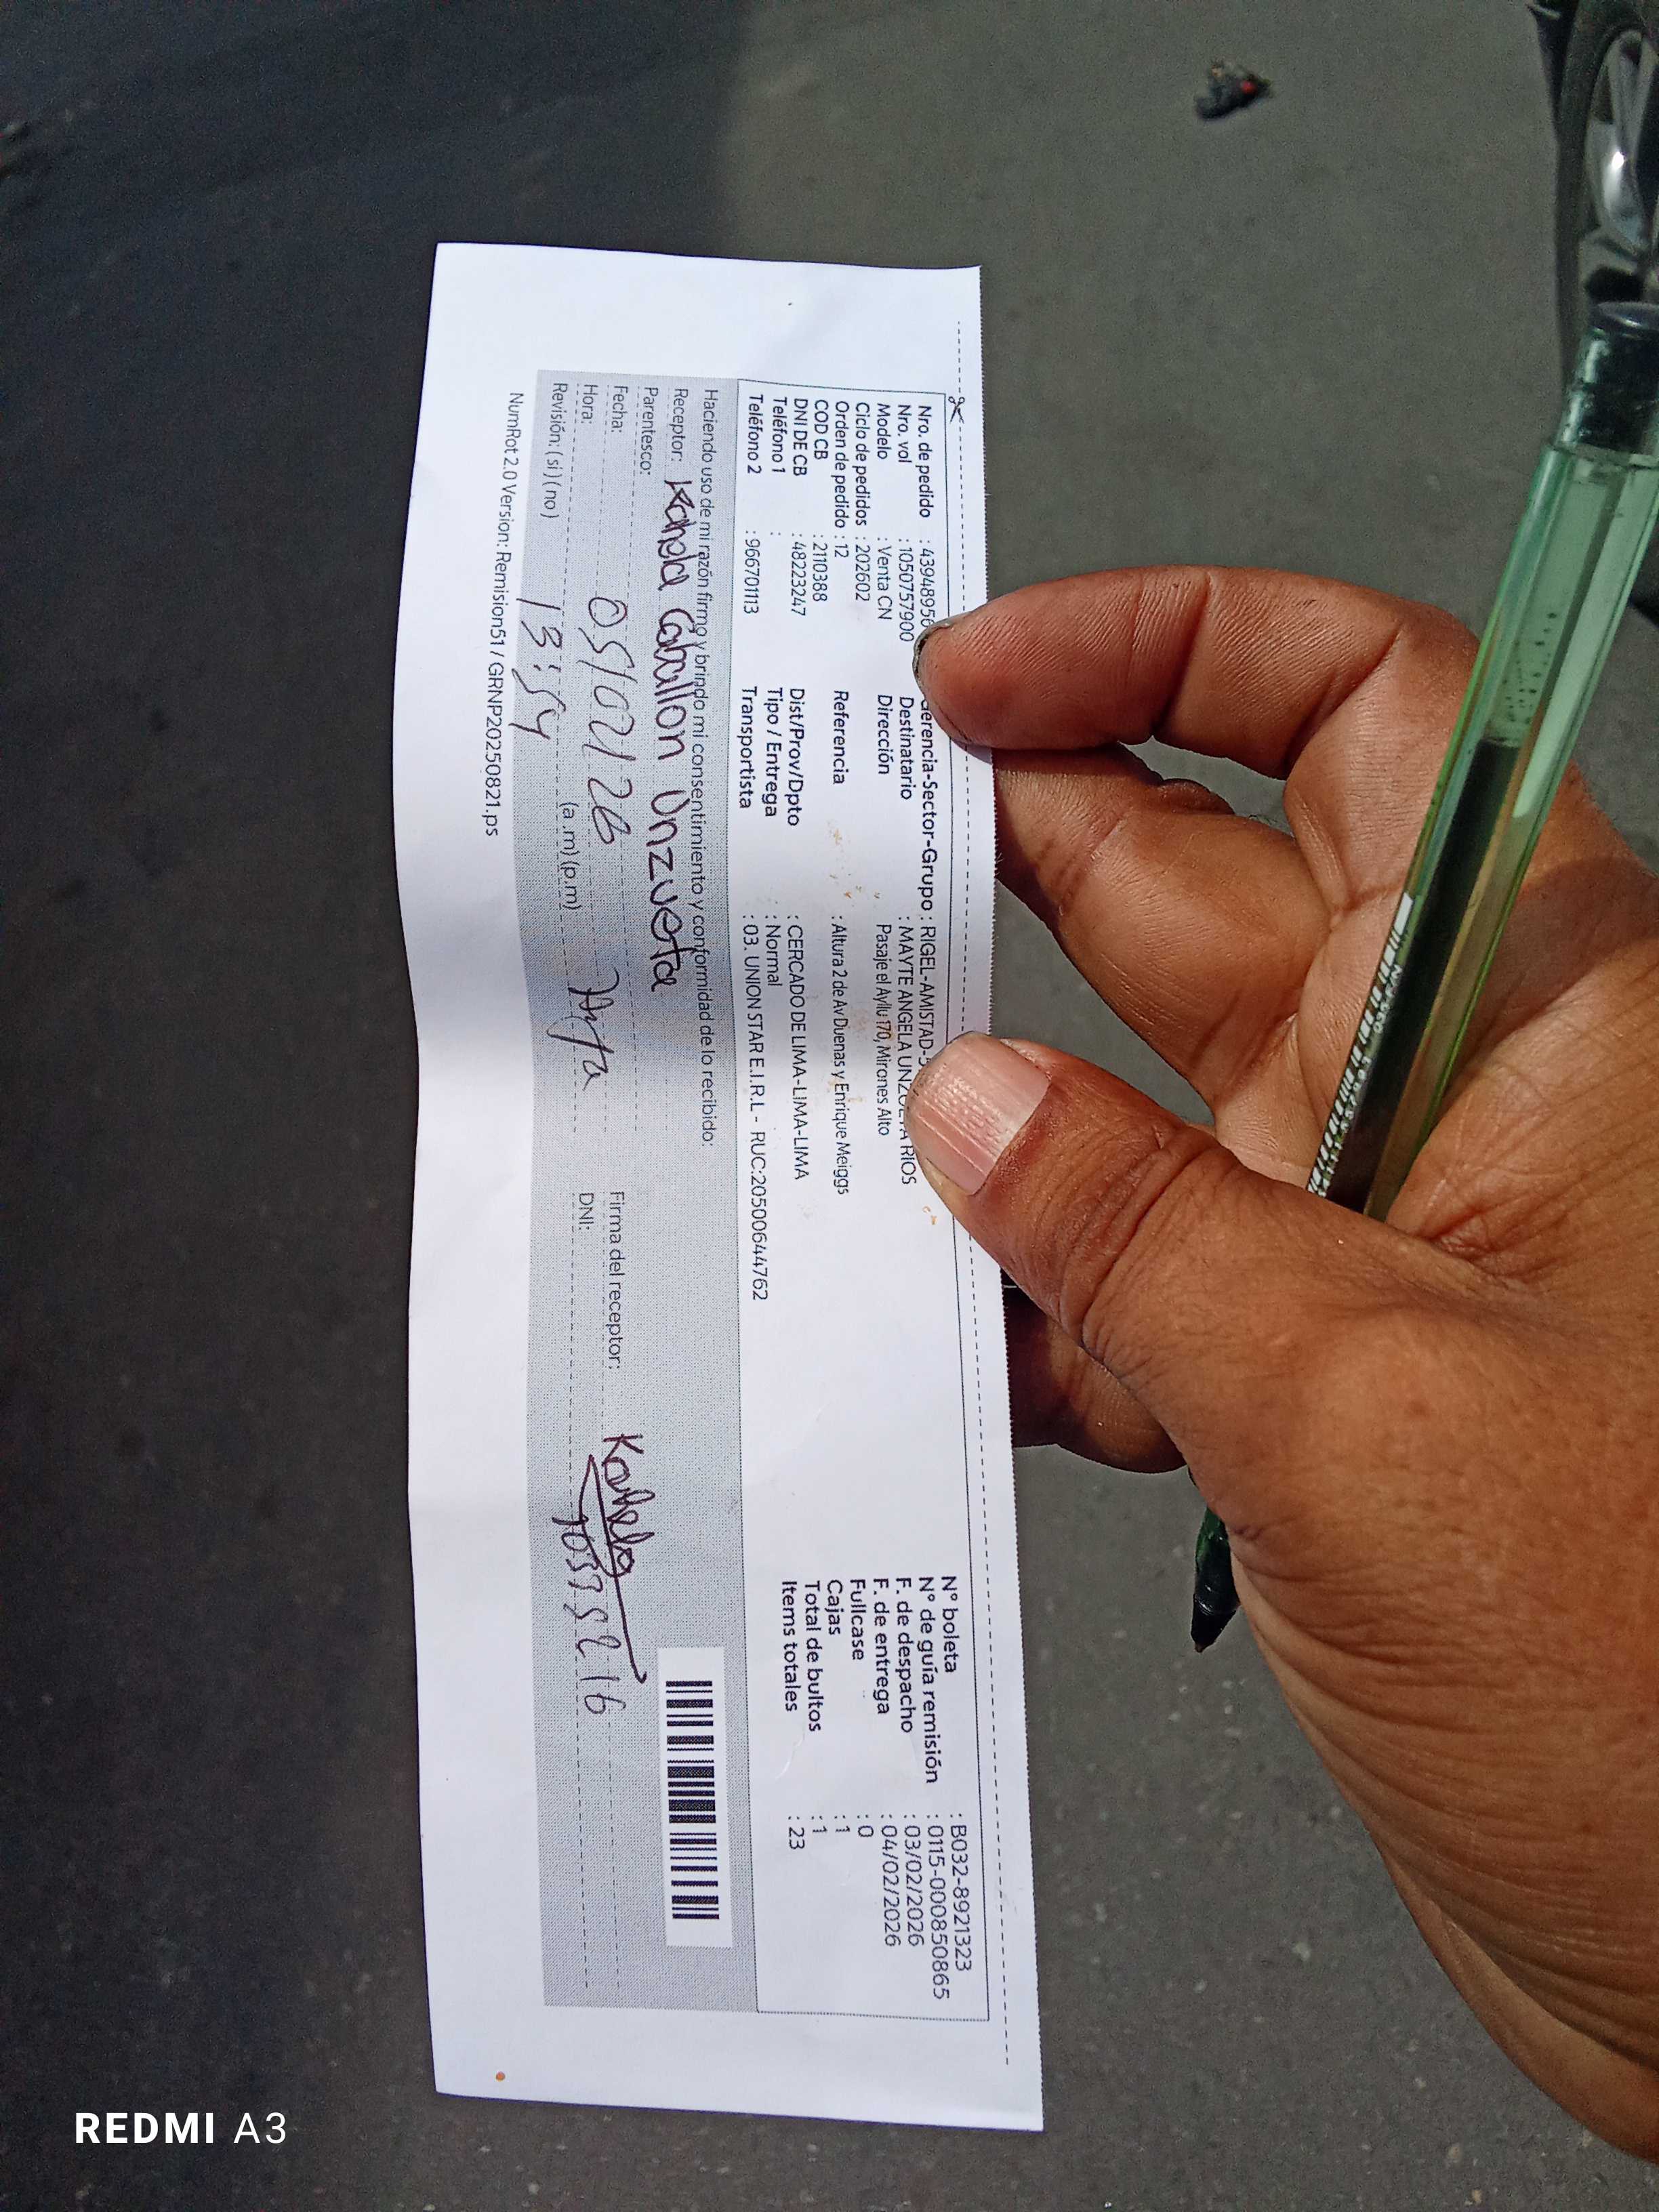 Nro. de pedido : 43948956
Nro. vol : 1050757900
Modelo : Venta CN
Ciclo de pedidos : 202602
Orden de pedido : 12
COD CB : 2110388
DNI DE CB : 48223247
Teléfono 1 :
Teléfono 2 : 966701113
erencia-Sector-Grupo : RIGEL-AMISTAD-
Destinatario : MAYTE ANGELA RIOS
Dirección Pasaje el Ayllu 170, Mirones Alto
Referencia : Altura 2 de Av Duenas y Enrique Meiggs
Dist/Prov/Dpto : CERCADO DE LIMA-LIMA-LIMA
Tipo / Entrega : Normal
Transportista : 03. UNION STAR E.I.R.L - RUC:20500644762
N° boleta : B032-8921323
N° de guía remisión : 0115-000850865
F. de despacho : 03/02/2026
F. de entrega : 04/02/2026
Fullcase : 0
Cajas : 1
Total de bultos : 1
Items totales : 23
Haciendo uso de mi razón firmo y brindo mi consentimiento y conformidad de lo recibido:
Receptor: Unzueta
Parentesco:
Fecha: 05/02/26
Hora: 13:54 (a.m) (p.m)
Revisión: (si) (no)
Firma del receptor:
DNI:
NumRot 2.0 Version: Remision51 / GRNP20250821.ps
REDMI A3